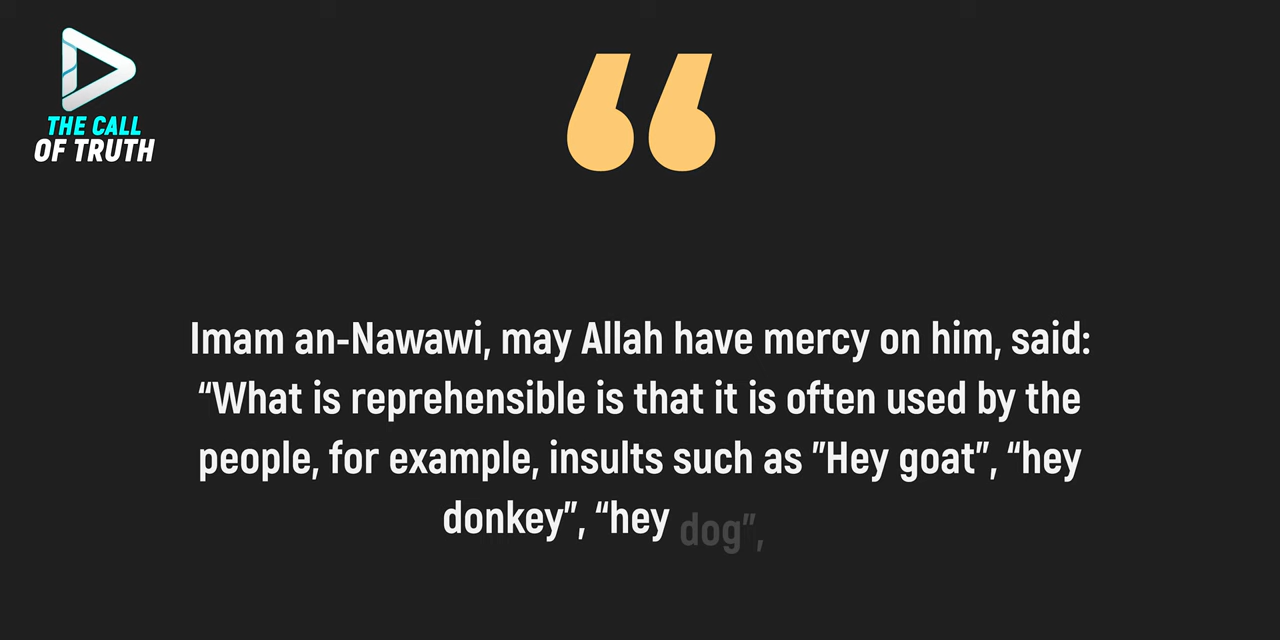 THE CALL
OF TRUTH
“
Imam an-Nawawi, may Allah have mercy on him, said:
“What is reprehensible is that it is often used by the
people, for example, insults such as ”Hey goat”, “hey
donkey”, “hey dog”,